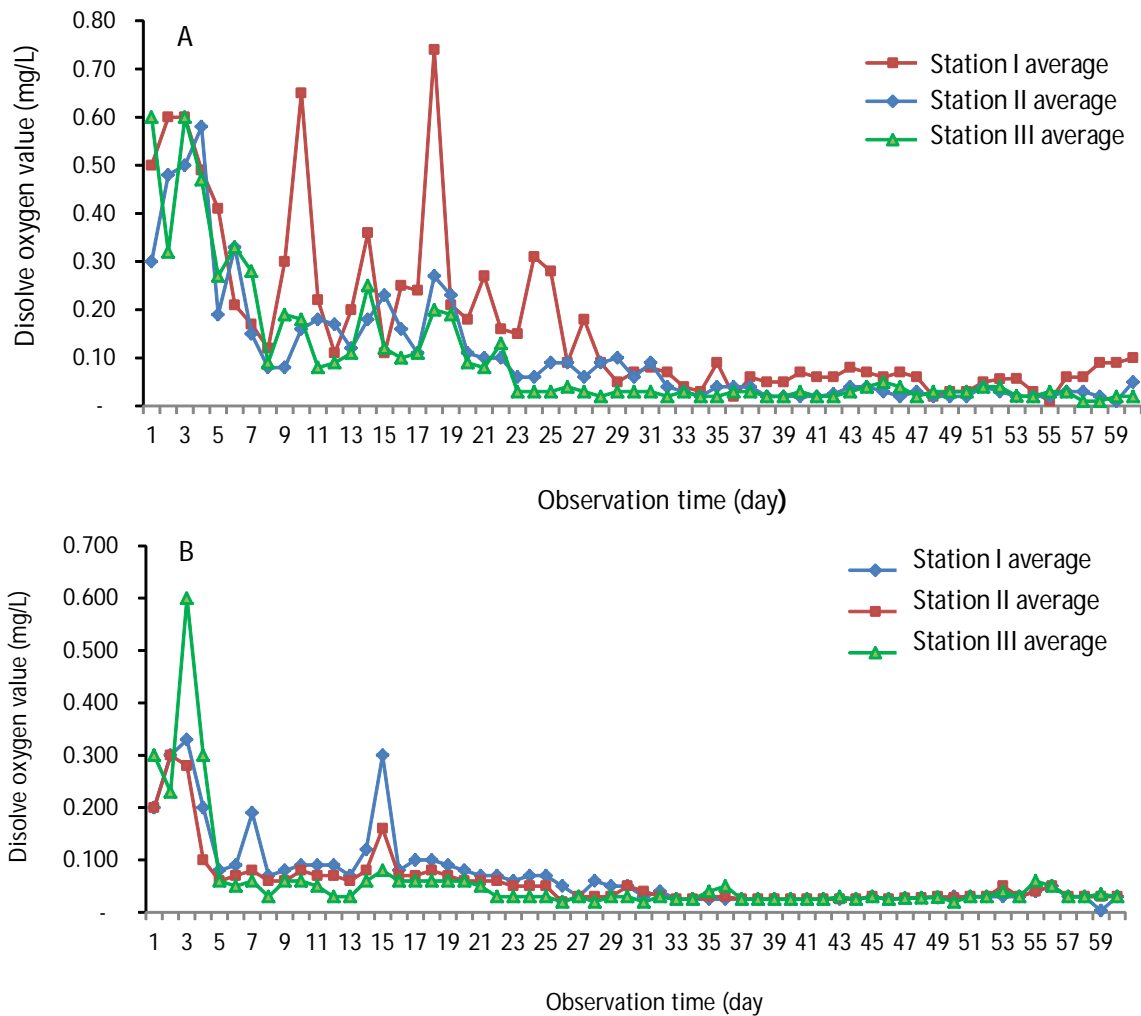 A
Disolve oxygen value (mg/L)
0.80
0.70
0.60
0.50
0.40
0.30
0.20
0.10
-
Station I average
Station II average
Station III average
1 3 5 7 9 11 13 15 17 19 21 23 25 27 29 31 33 35 37 39 41 43 45 47 49 51 53 55 57 59
Observation time (day)
B
Disolve oxygen value (mg/L)
0.700
0.600
0.500
0.400
0.300
0.200
0.100
-
Station I average
Station II average
Station III average
1 3 5 7 9 11 13 15 17 19 21 23 25 27 29 31 33 35 37 39 41 43 45 47 49 51 53 55 57 59
Observation time (day